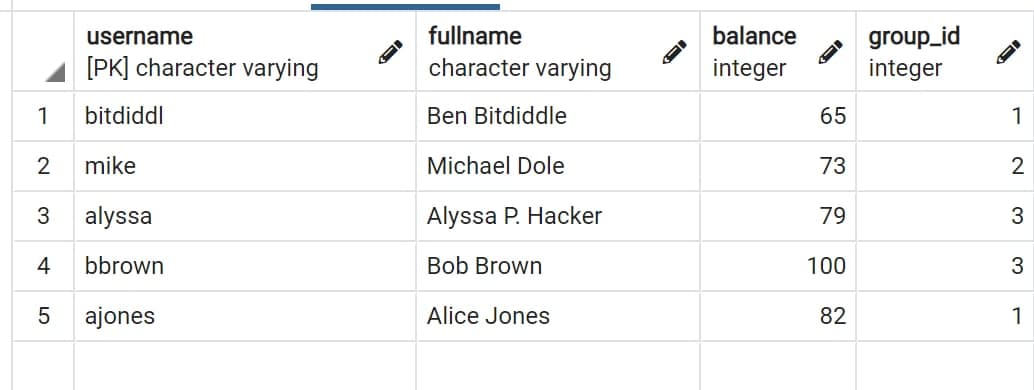 username fullname balance group_id
[PK] character varying character varying integer integer
1 bitdiddl Ben Bitdiddle 65 1
2 mike Michael Dole 73 2
3 alyssa Alyssa P. Hacker 79 3
4 bbrown Bob Brown 100 3
5 ajones Alice Jones 82 1